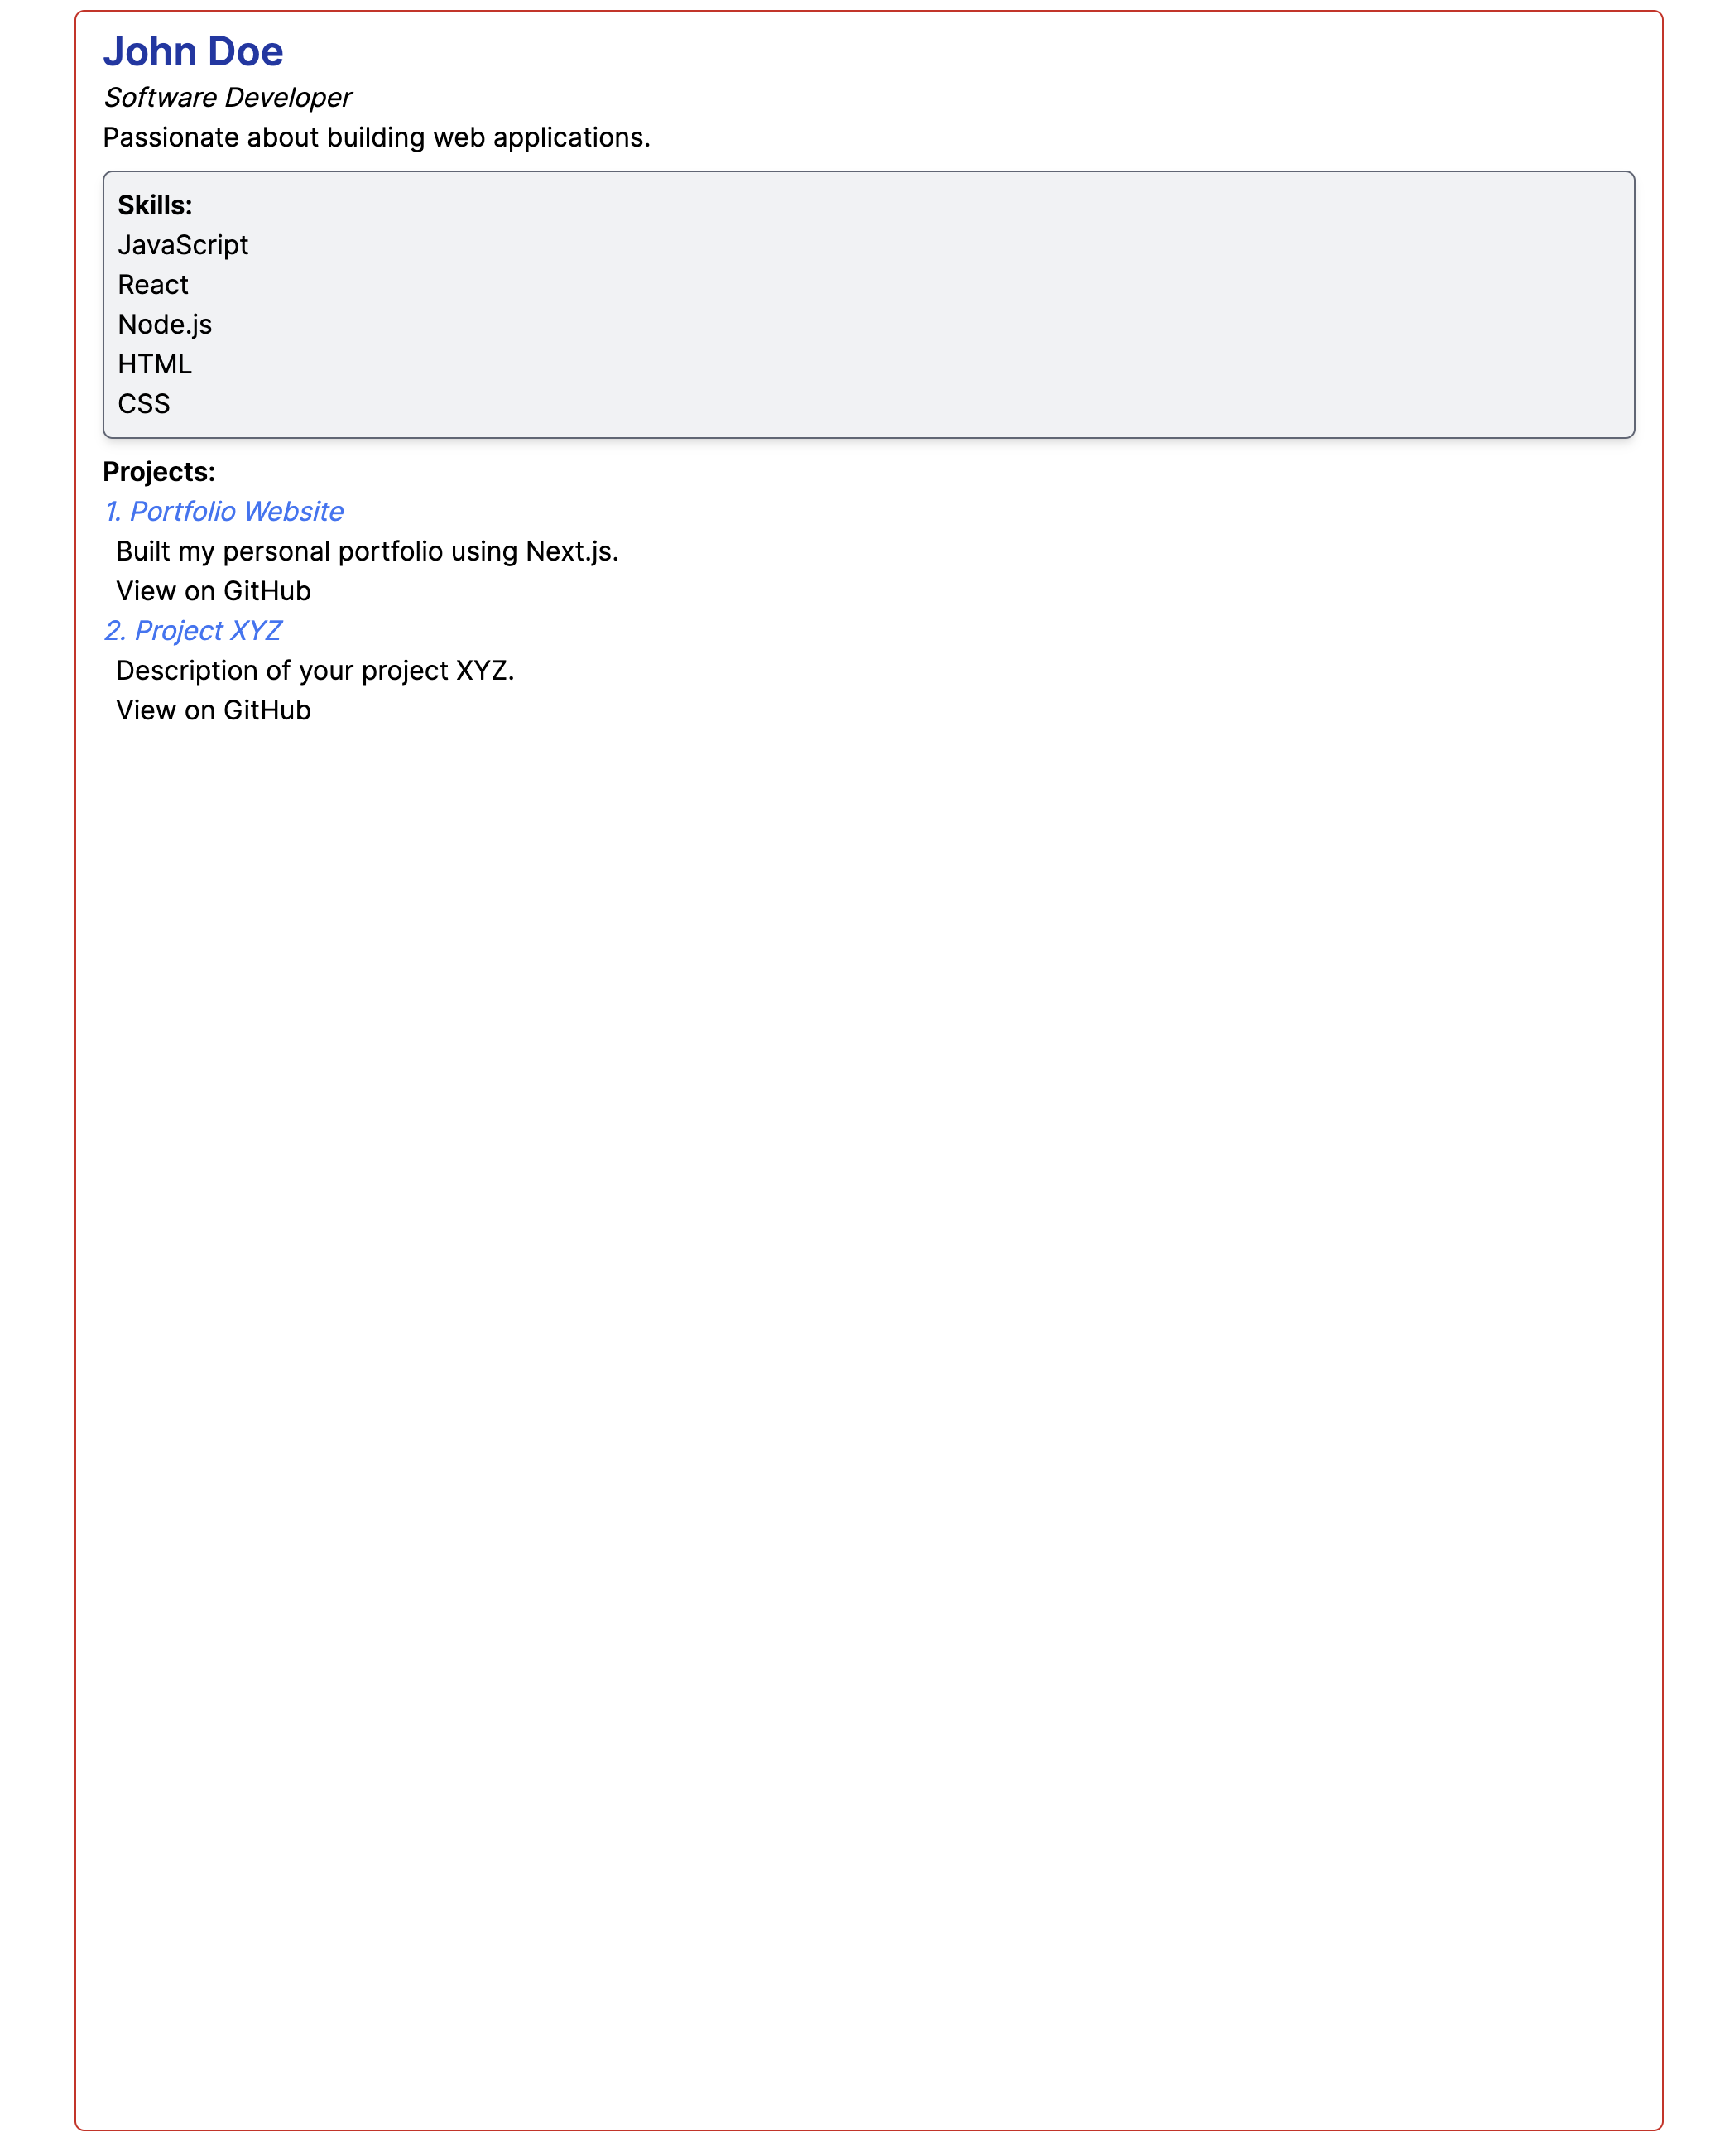 John Doe
Software Developer
Passionate about building web applications.
Skills:
JavaScript
React
Node.js
HTML
CSS
Projects:
1. Portfolio Website
Built my personal portfolio using Next.js.
View on GitHub
2. Project XYZ
Description of your project XYZ.
View on GitHub